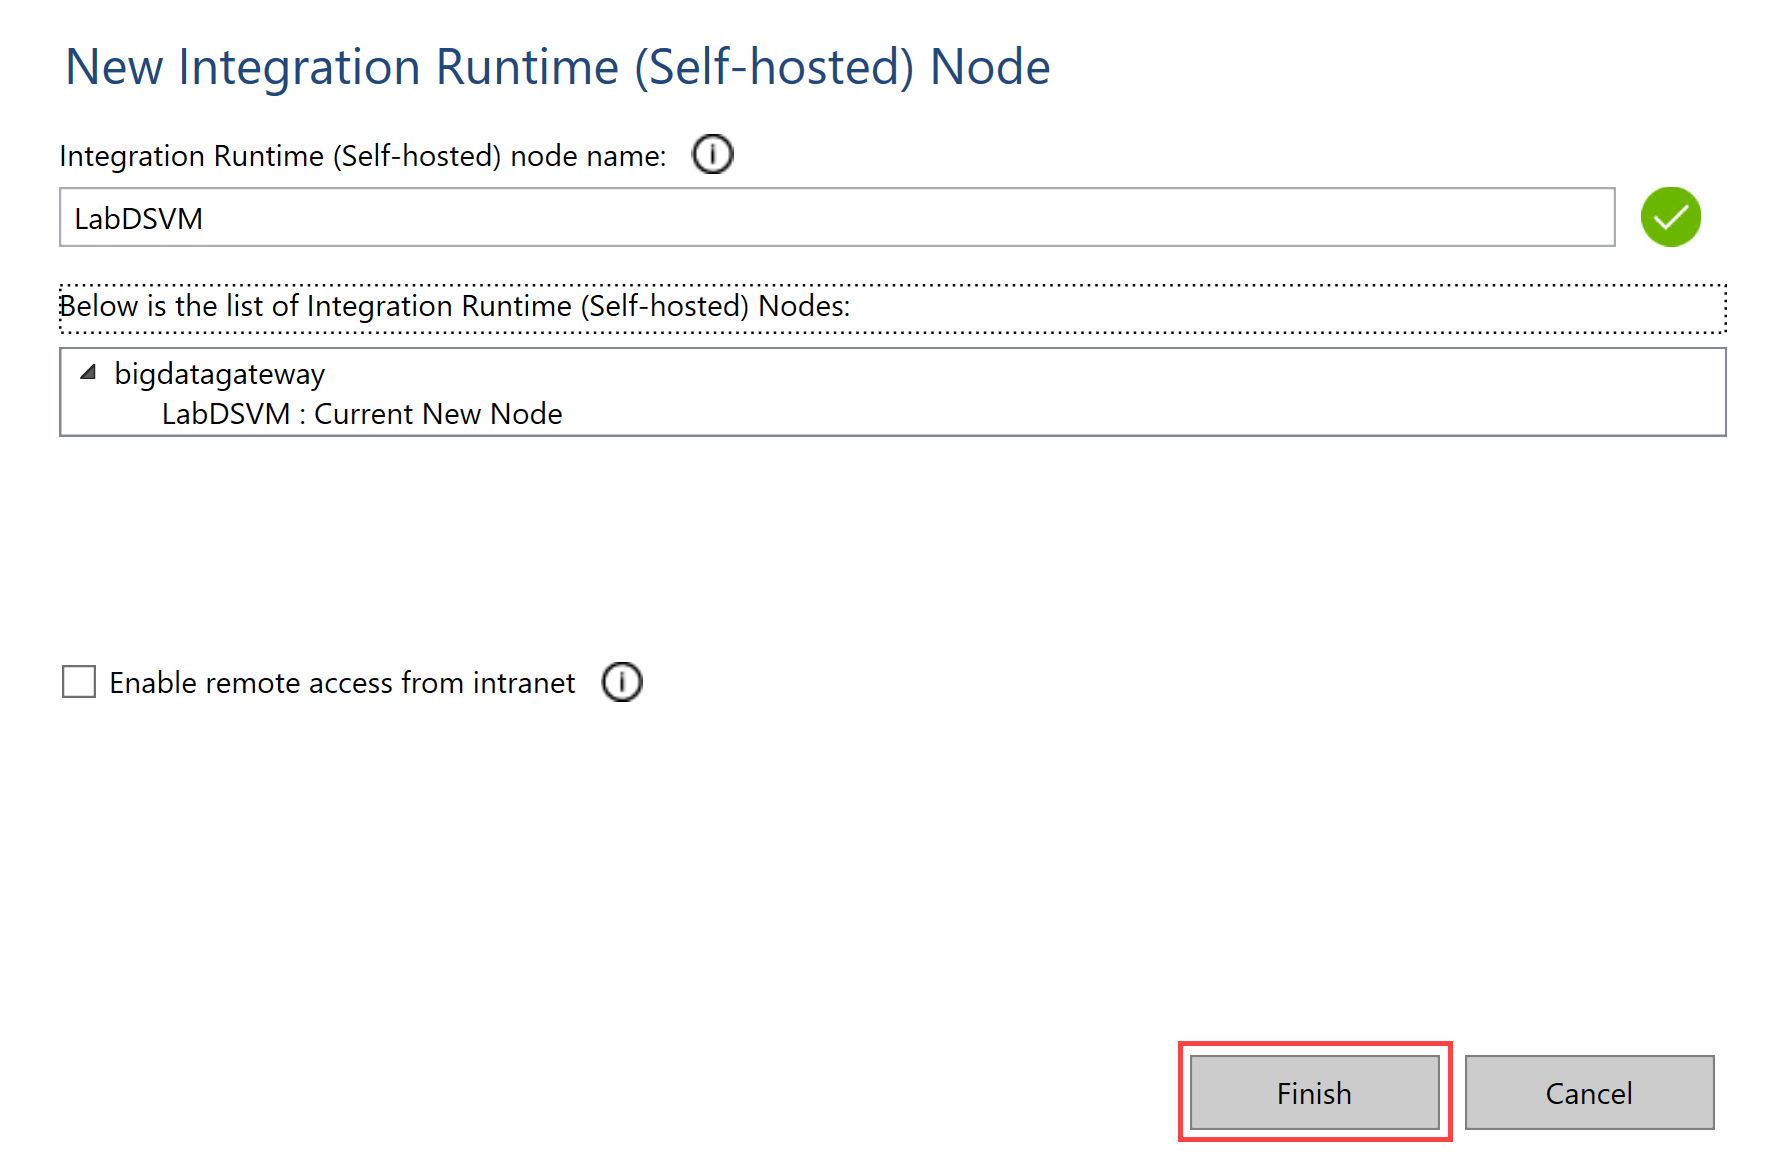 New Integration Runtime (Self-hosted) Node
Integration Runtime (Self-hosted) node name:
LabDSVM
Below is the list of Integration Runtime (Self-hosted) Nodes:
bigdatagateway
LabDSVM : Current New Node
Enable remote access from intranet
Finish
Cancel